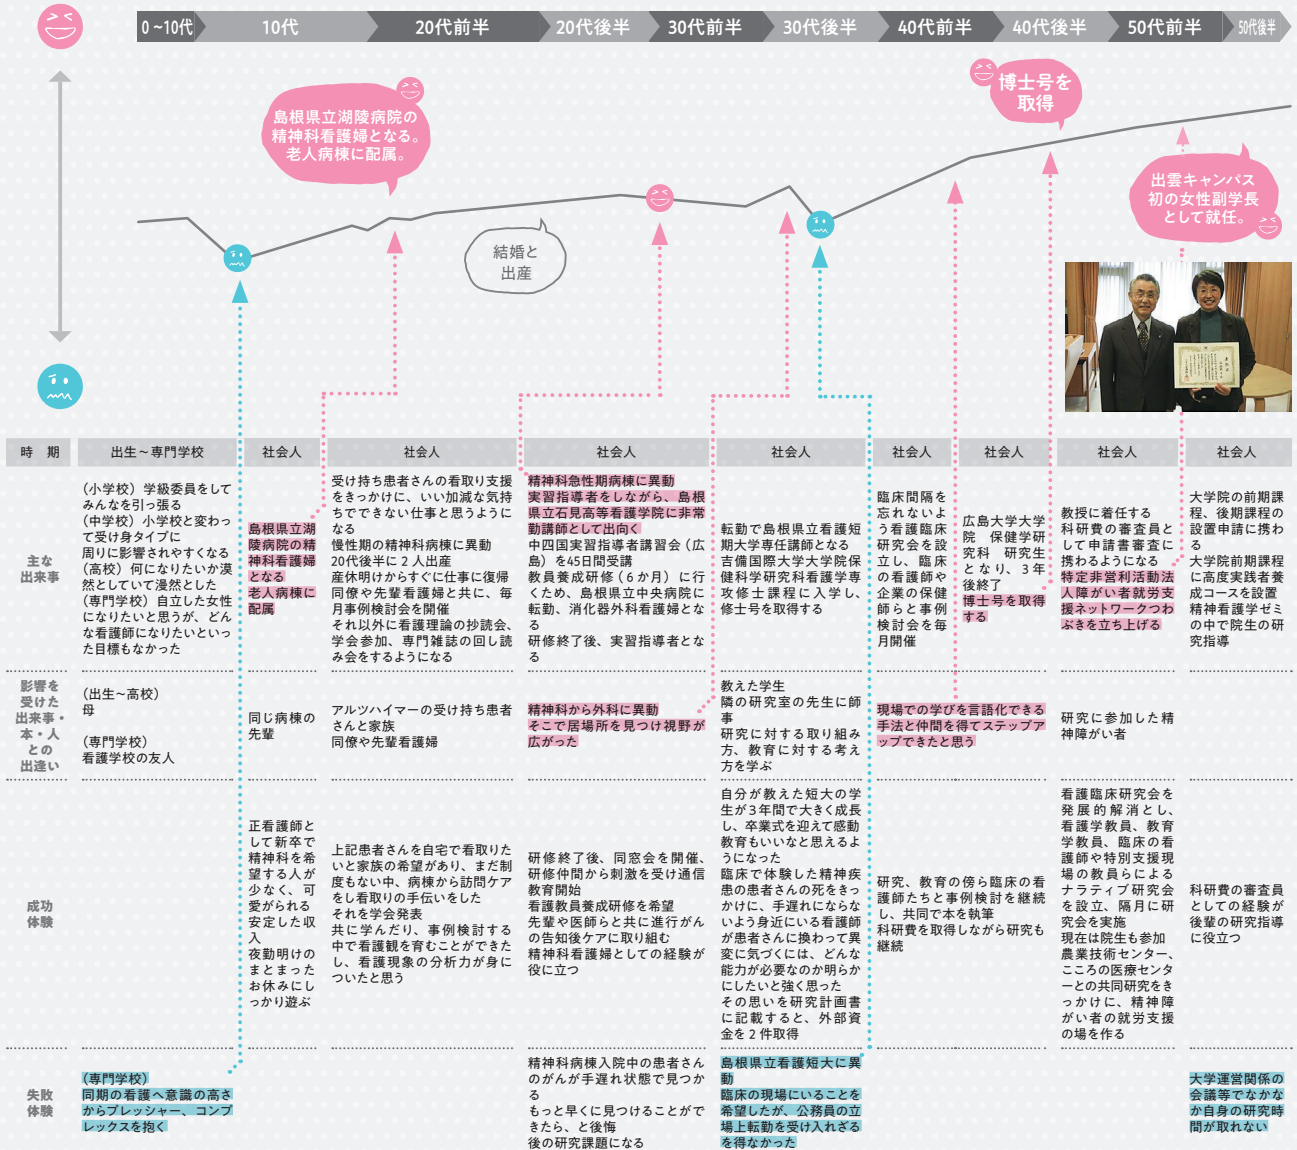 0~10代
10代
20代前半
20代後半
30代前半
30代後半
40代前半
40代後半
50代前半
50代後半
島根県立湖陵病院の
精神科看護婦となる。
老人病棟に配属。
結婚と
出産
博士号を
取得
出雲キャンパス
初の女性副学長
として就任。
時 期
出生～専門学校
社会人
社会人
社会人
社会人
社会人
社会人
社会人
社会人
主な
出来事
(小学校) 学級委員をして
みんなを引っ張る
(中学校) 小学校と変わっ
て受け身タイプに
周りに影響されやすくなる
(高校) 何になりたいか漠
然としていて漫然とした
(専門学校) 自立した女性
になりたいと思うが、どん
な看護師になりたいといっ
た目標もなかった
島根県立湖
陵病院の精
神科看護婦
となる
老人病棟に
配属
受け持ち患者さんの看取り支援
をきっかけに、いい加減な気持
ちでできない仕事と思うように
なる
慢性期の精神科病棟に異動
20代後半に2人出産
産休明けからすぐに仕事に復帰
同僚や先輩看護婦と共に、毎
月事例検討会を開催
それ以外に看護理論の抄読会、
学会参加、専門雑誌の回し読
み会をするようになる
精神科急性期病棟に異動
実習指導者をしながら、島根
県立石見高等看護学院に非常
勤講師として出向く
中四国実習指導者講習会（広
島）を45日間受講
教員養成研修（6か月）に行
くため、島根県立中央病院に
転勤、消化器外科看護婦とな
る
研修終了後、実習指導者とな
る
転勤で島根県立看護短
期大学専任講師となる
吉備国際大学大学院保
健科学研究科看護学専
攻修士課程に入学し、
修士号を取得する
臨床間隔を
忘れないよ
う看護臨床
研究会を設
立し、臨床
の看護師や
企業の保健
師らと事例
検討会を毎
月開催
広島大学大学
院 保健学研
究科 研究生
となり、3年
後終了
博士号を取得
する
教授に着任する
科研費の審査員と
して申請書審査に
携わるようになる
特定非営利活動法
人障がい者就労支
援ネットワークつわ
ぶきを立ち上げる
大学院の前期課
程、後期課程の
設置申請に携わ
る
大学院前期課程
に高度実践者養
成コースを設置
精神看護学ゼミ
の中で院生の研
究指導
影響を
受けた
出来事・
本・人
との
出逢い
(出生～高校)
母
(専門学校)
看護学校の友人
同じ病棟の
先輩
アルツハイマーの受け持ち患者
さんと家族
同僚や先輩看護婦
精神科から外科に異動
そこで居場所を見つけ視野が
広がった
教えた学生
隣の研究室の先生に師
事
研究に対する取り組み
方、教育に対する考え
方を学ぶ
現場での学びを言語化できる
手法と仲間を得てステップア
ップできたと思う
研究に参加した精
神障がい者
成功
体験
正看護師と
して新卒で
精神科を希
望する人が
少なく、可
愛がられる
安定した収
入
夜勤明けの
まとまった
お休みにし
っかり遊ぶ
上記患者さんを自宅で看取りた
いと家族の希望があり、まだ制
度もない中、病棟から訪問ケア
をし看取りの手伝いをした
それを学会発表
共に学んだり、事例検討する
中で看護観を育むことができた
し、看護現象の分析力が身に
ついたと思う
研修終了後、同窓会を開催、
研修仲間から刺激を受け通信
教育開始
看護教員養成研修を希望
先輩や医師らと共に進行がん
の告知後ケアに取り組む
精神科看護婦としての経験が
役に立つ
自分が教えた短大の学
生が3年間で大きく成長
し、卒業式を迎えて感動
教育もいいなと思えるよ
うになった
臨床で体験した精神疾
患の患者さんの死をきっ
かけに、手遅れにならな
いよう身近にいる看護師
が患者さんに換わって異
変に気づくには、どんな
能力が必要なのか明らか
にしたいと強く思った
その思いを研究計画書
に記載すると、外部資
金を2件取得
研究、教育の傍ら臨床の看
護師たちと事例検討を継続
し、共同で本を執筆
科研費を取得しながら研究も
継続
看護臨床研究会を
発展的解消とし、
看護学教員、教育
学教員、臨床の看
護師や特別支援現
場の教員らによる
ナラティブ研究会
を設立、隔月に研
究会を実施
現在は院生も参加
農業技術センター、
こころの医療センタ
ーとの共同研究をき
っかけに、精神障
がい者の就労支援
の場を作る
科研費の審査員
としての経験が
後輩の研究指導
に役立つ
失敗
体験
(専門学校)
同期の看護へ意識の高さ
からプレッシャー、コンプ
レックスを抱く
精神科病棟入院中の患者さん
のがんが手遅れ状態で見つか
る
もっと早くに見つけることがで
きたら、と後悔
後の研究課題になる
島根県立看護短大に異
動
臨床の現場にいることを
希望したが、公務員の立
場上転勤を受け入れざる
を得なかった
大学運営関係の
会議等でなかな
か自身の研究時
間が取れない